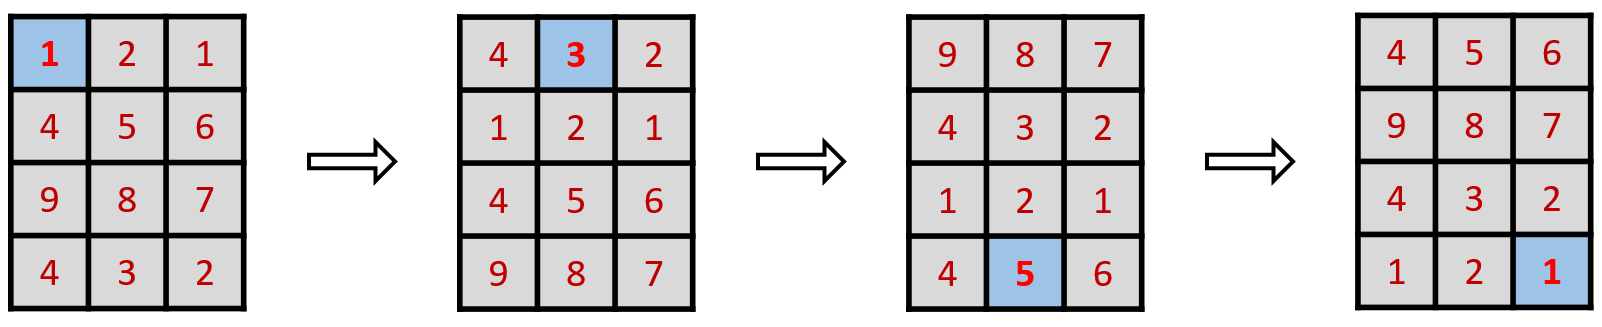 1 2 1 4 3 2 9 8 7 4 5 6
4 5 6 1 2 1 4 3 2 9 8 7
9 8 7 4 5 6 1 2 1 4 3 2
4 3 2 9 8 7 4 5 6 1 2 1